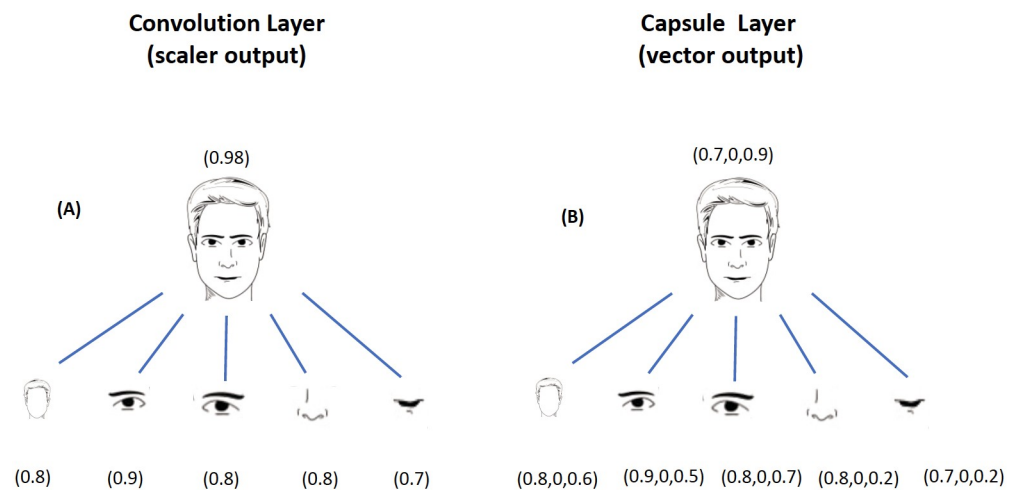 Convolution Layer
(scaler output)
Capsule Layer
(vector output)
(0.98)
(0.7,0,0.9)
(A)
(B)
(0.8)
(0.9)
(0.8)
(0.8)
(0.7)
(0.8,0,0.6)
(0.9,0,0.5)
(0.8,0,0.7)
(0.8,0,0.2)
(0.7,0,0.2)